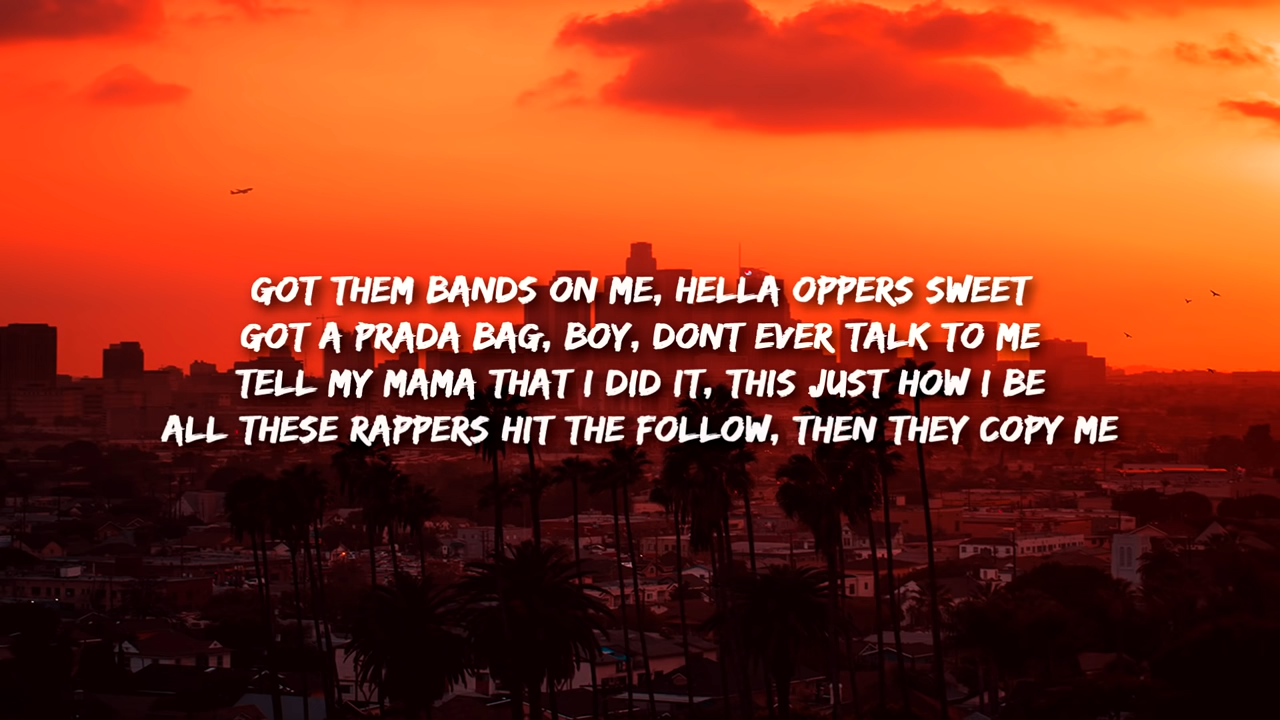 GOT THEM BANDS ON ME, HELLA OPPERS SWEET
GOT A PRADA BAG, BOY, DONT EVER TALK TO ME
TELL MY MAMA THAT I DID IT, THIS JUST HOW I BE
ALL THESE RAPPERS HIT THE FOLLOW, THEN THEY COPY ME